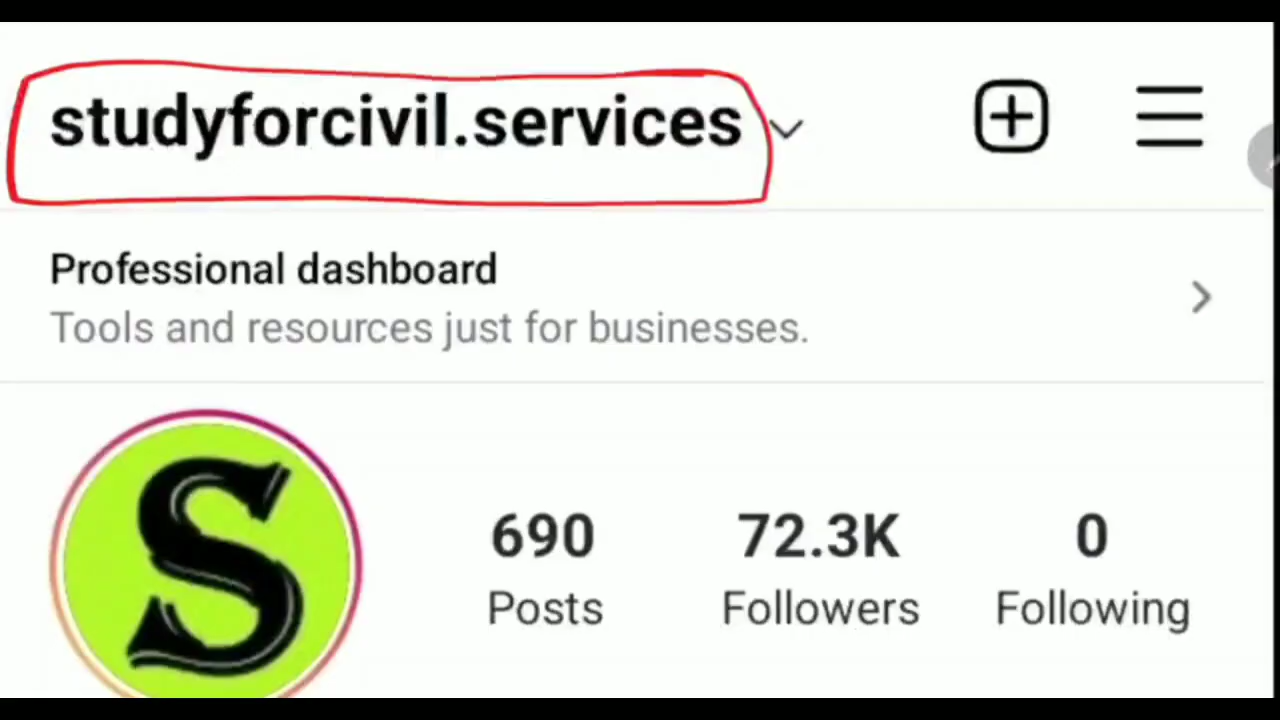 studyforcivil.services
Professional dashboard
Tools and resources just for businesses.
S
690 72.3K 0
Posts Followers Following